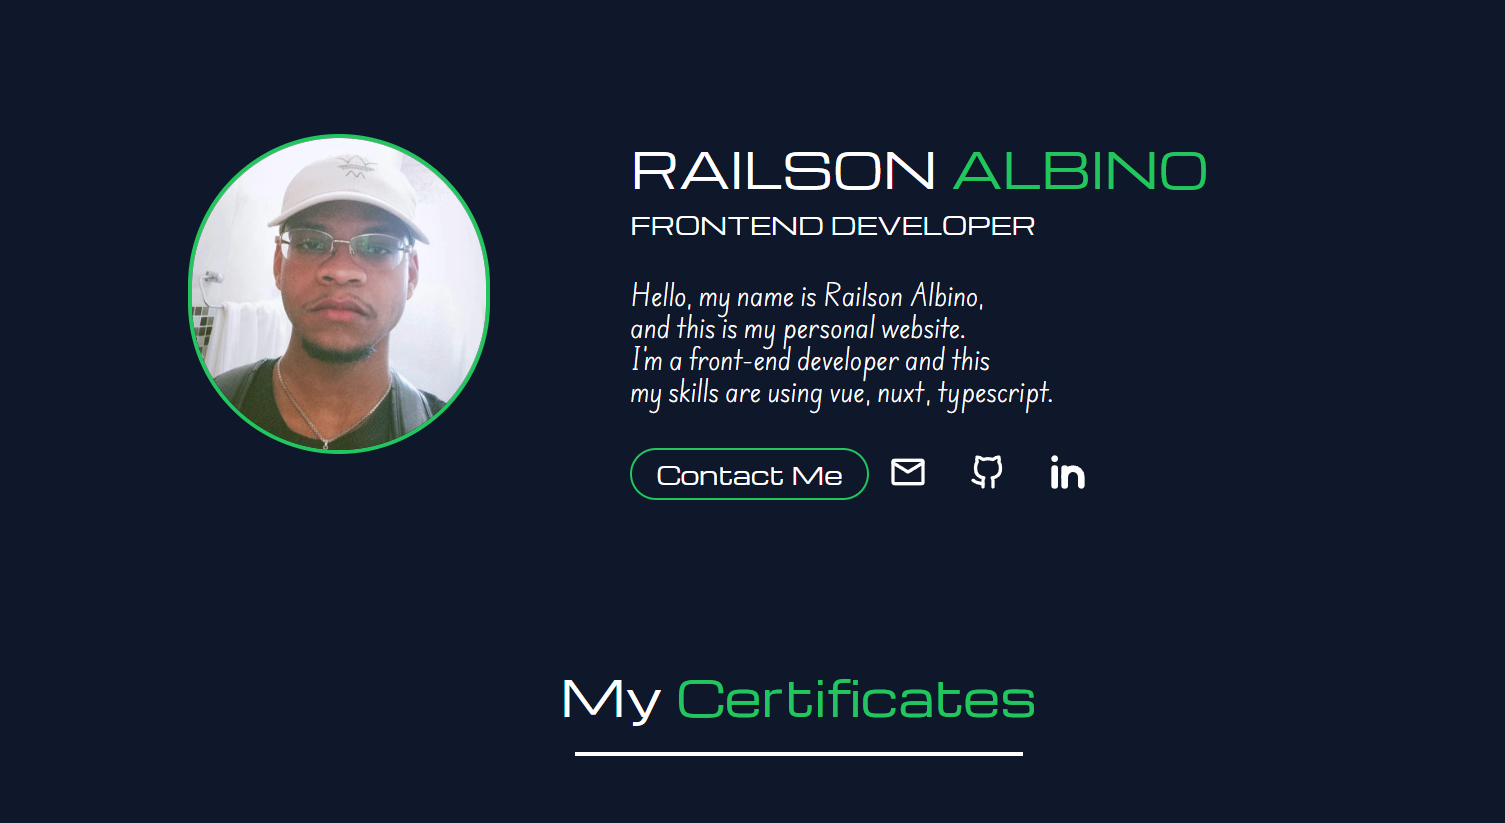 RAILSON ALBINO
FRONTEND DEVELOPER
Hello, my name is Railson Albino,
and this is my personal website.
I'm a front-end developer and this
my skills are using vue, nuxt, typescript.
Contact Me
in
My Certificates